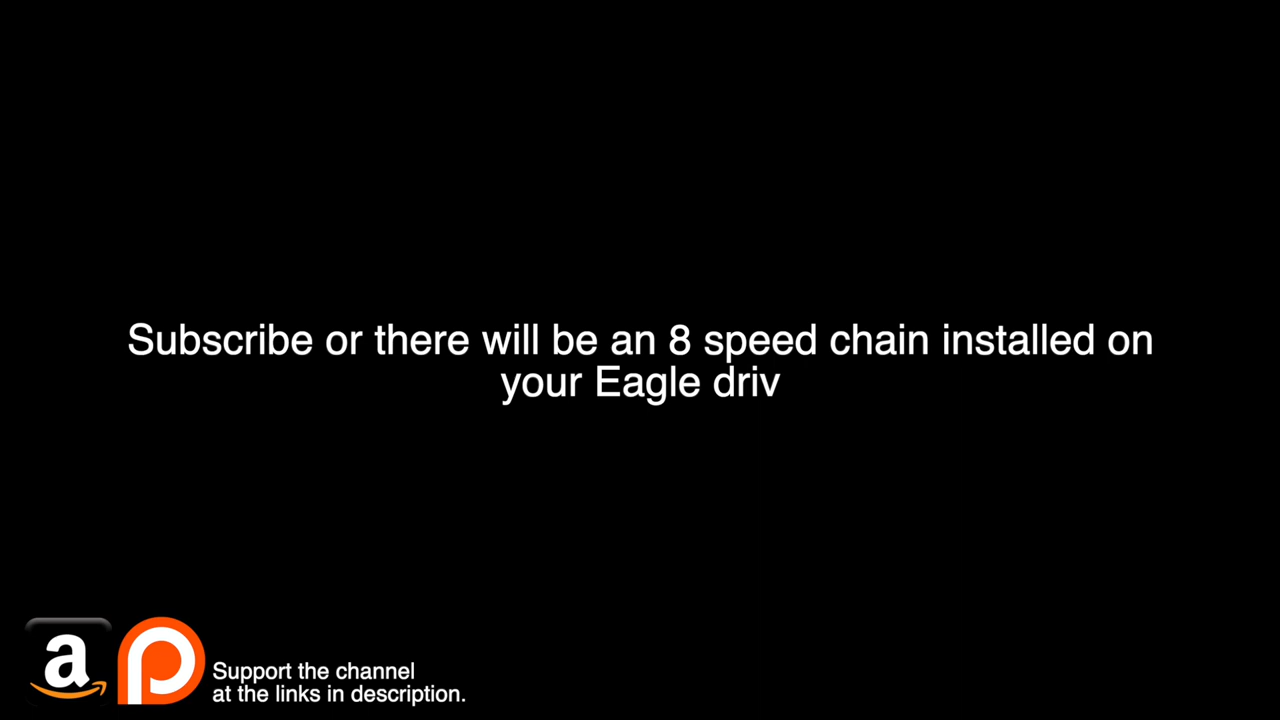 Subscribe or there will be an 8 speed chain installed on
your Eagle driv
a
Support the channel
at the links in description.